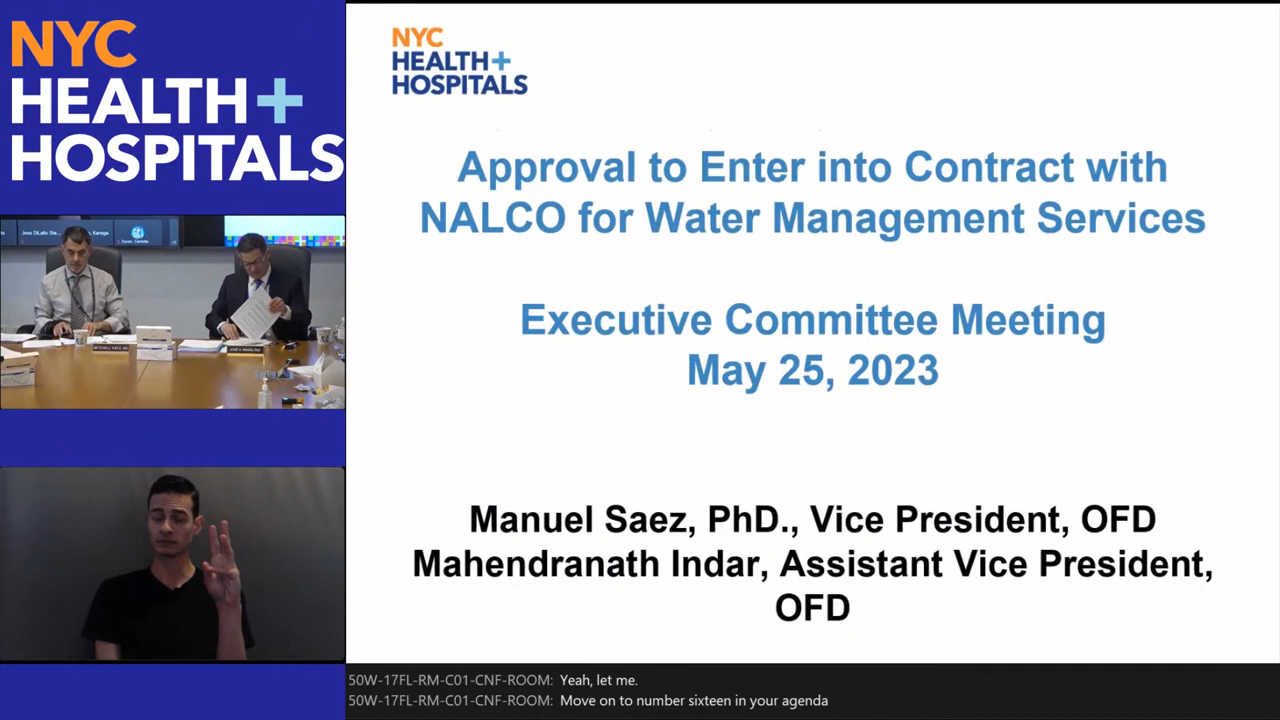 NYC
HEALTH+
HOSPITALS
NYC
HEALTH+
HOSPITALS
Approval to Enter into Contract with
NALCO for Water Management Services
Executive Committee Meeting
May 25, 2023
Manuel Saez, PhD., Vice President, OFD
Mahendranath Indar, Assistant Vice President,
OFD
50W-17FL-RM-C01-CNF-ROOM: Yeah, let me.
50W-17FL-RM-C01-CNF-ROOM: Move on to number sixteen in your agenda